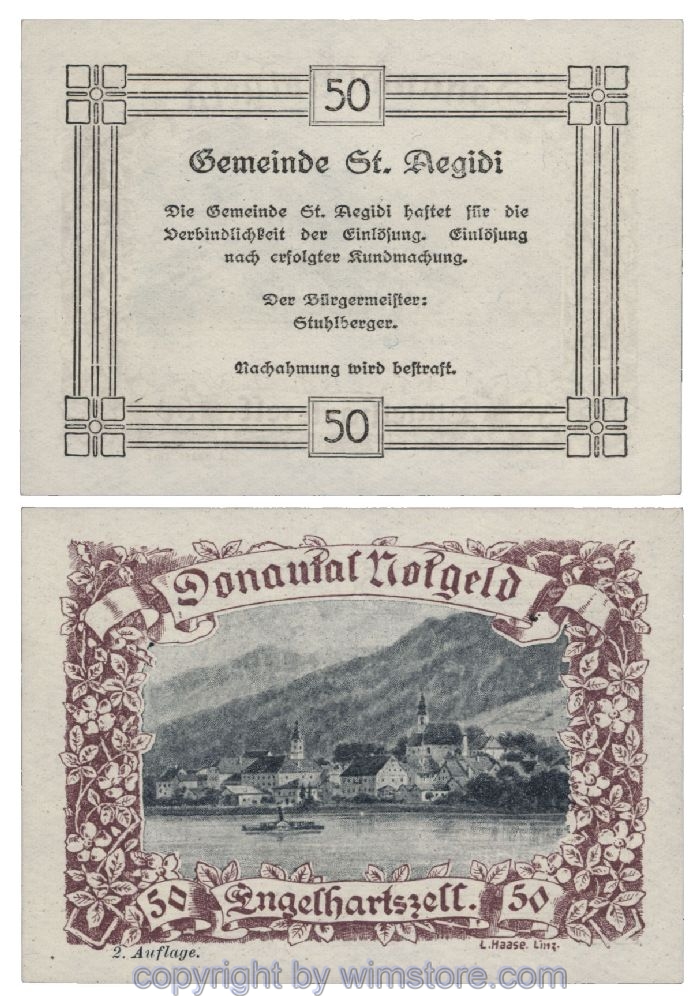 50
Gemeinde St. Aegidi
Die Gemeinde St. Aegidi haftet für die
Verbindlichkeit der Einlösung. Einlösung
nach erfolgter Kundmachung.
Der Bürgermeister:
Stuhlberger.
Nachahmung wird bestraft.
50
Donautal Notgeld
50 Engelhartszell. 50
2. Auflage.
L. Haase. Linz.
copyright by wimstore.com